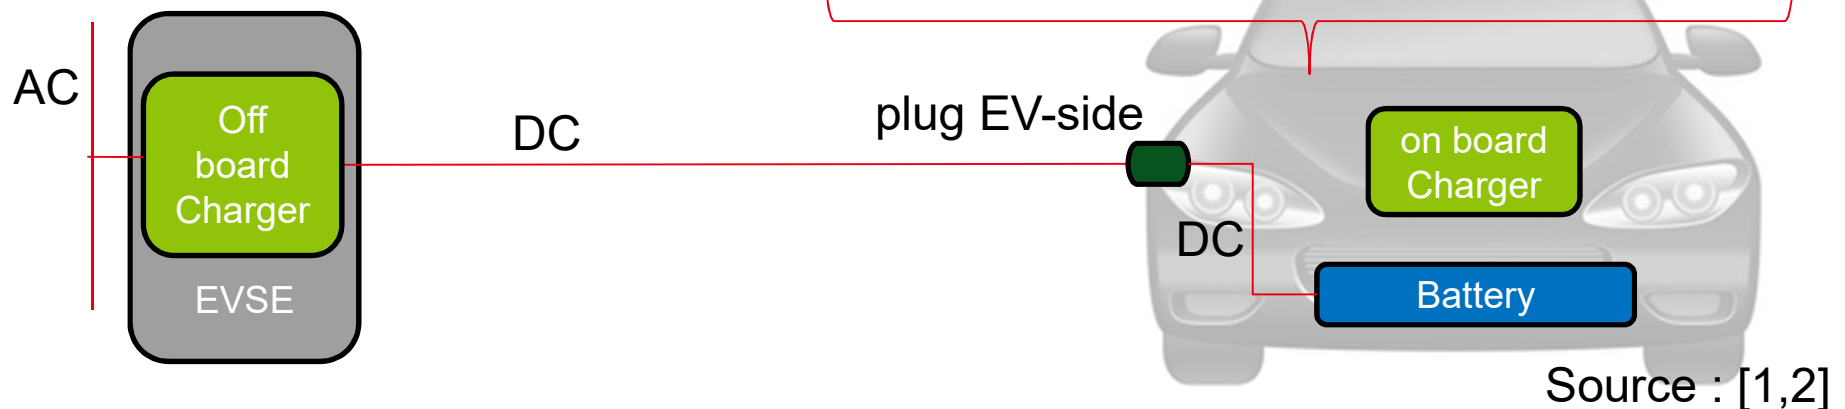 AC
Off
board
Charger
EVSE
DC
plug EV-side
DC
on board
Charger
Battery
Source : [1,2]